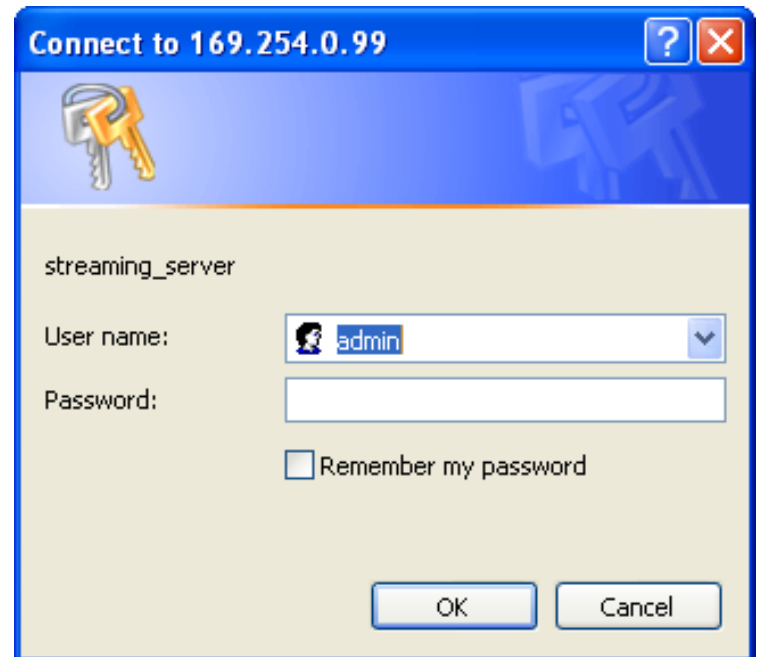 Connect to 169.254.0.99
streaming_server
User name: admin
Password:
Remember my password
OK Cancel